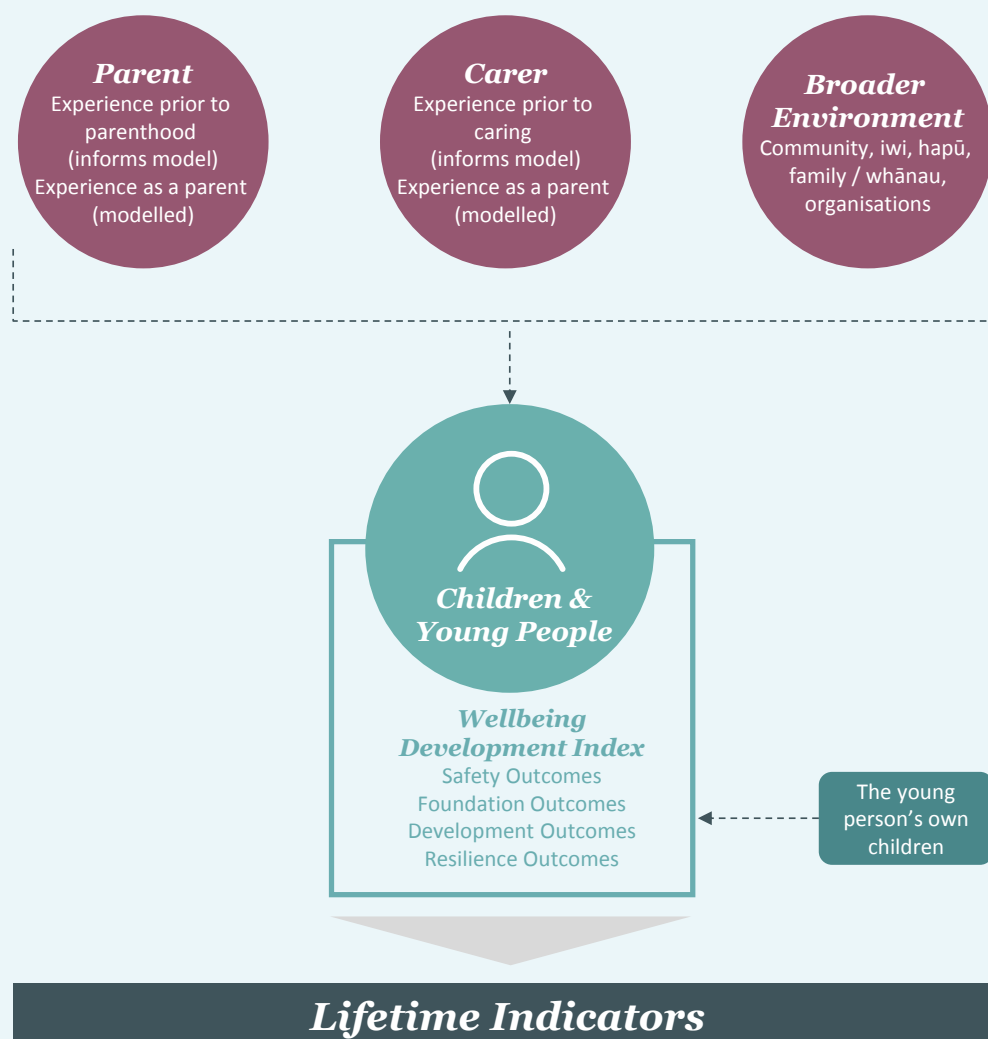 Parent
Experience prior to
parenthood
(informs model)
Experience as a parent
(modelled)
Carer
Experience prior to
caring
(informs model)
Experience as a parent
(modelled)
Broader
Environment
Community, iwi, hapū,
family / whānau,
organisations
Children &
Young People
Wellbeing
Development Index
Safety Outcomes
Foundation Outcomes
Development Outcomes
Resilience Outcomes
The young
person’s own
children
Lifetime Indicators